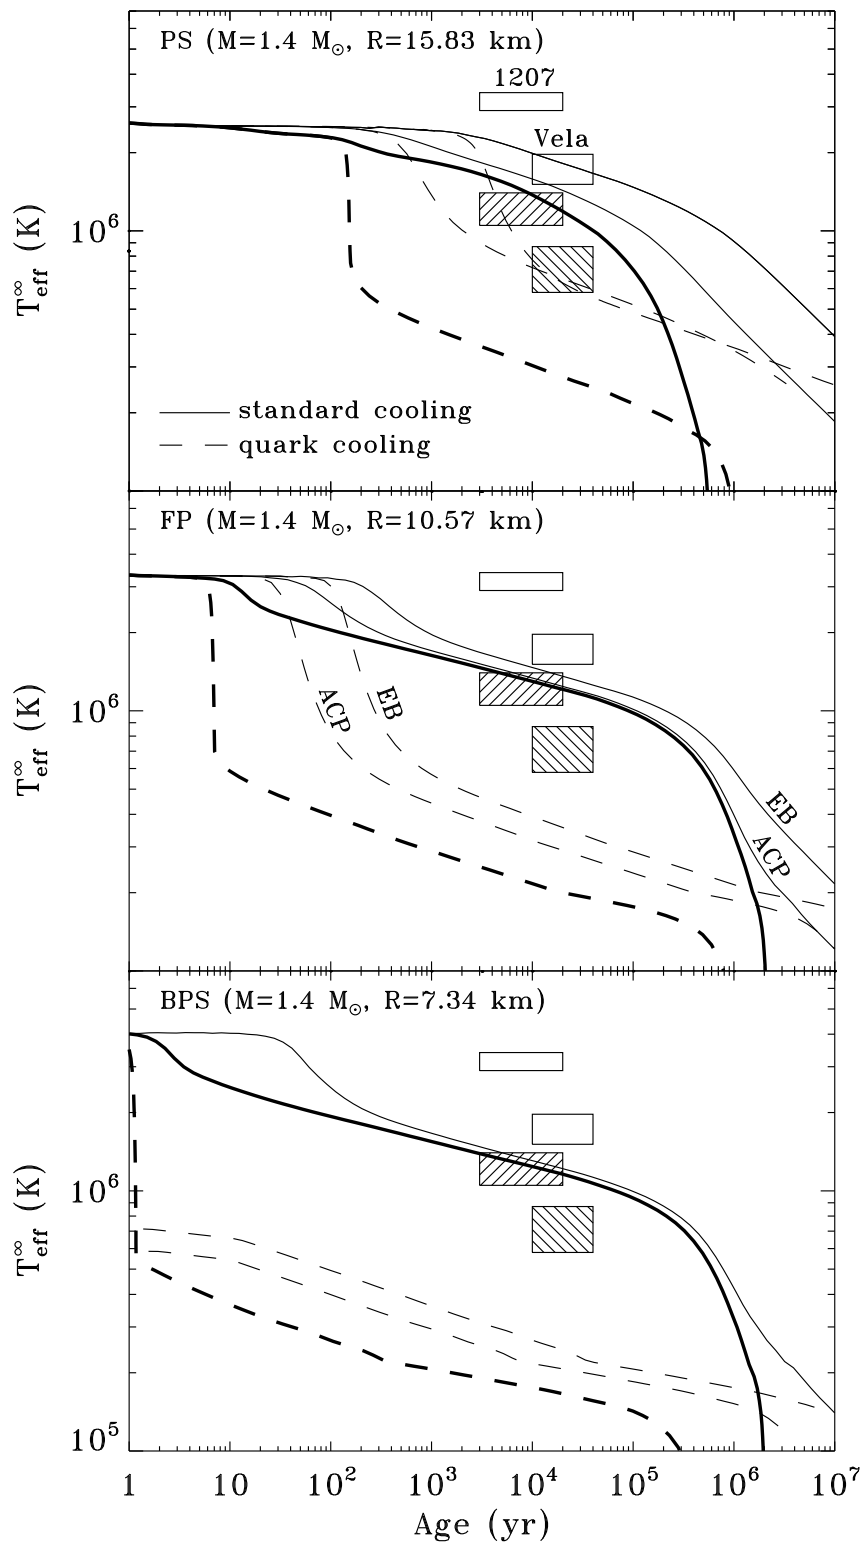 PS (M=1.4 M☉, R=15.83 km)
1207
Vela
10⁶
T∞eff (K)
standard cooling
quark cooling
FP (M=1.4 M☉, R=10.57 km)
10⁶
T∞eff (K)
ACP
EB
EB
ACP
BPS (M=1.4 M☉, R=7.34 km)
10⁶
T∞eff (K)
10⁵
1 10 10² 10³ 10⁴ 10⁵ 10⁶ 10⁷
Age (yr)